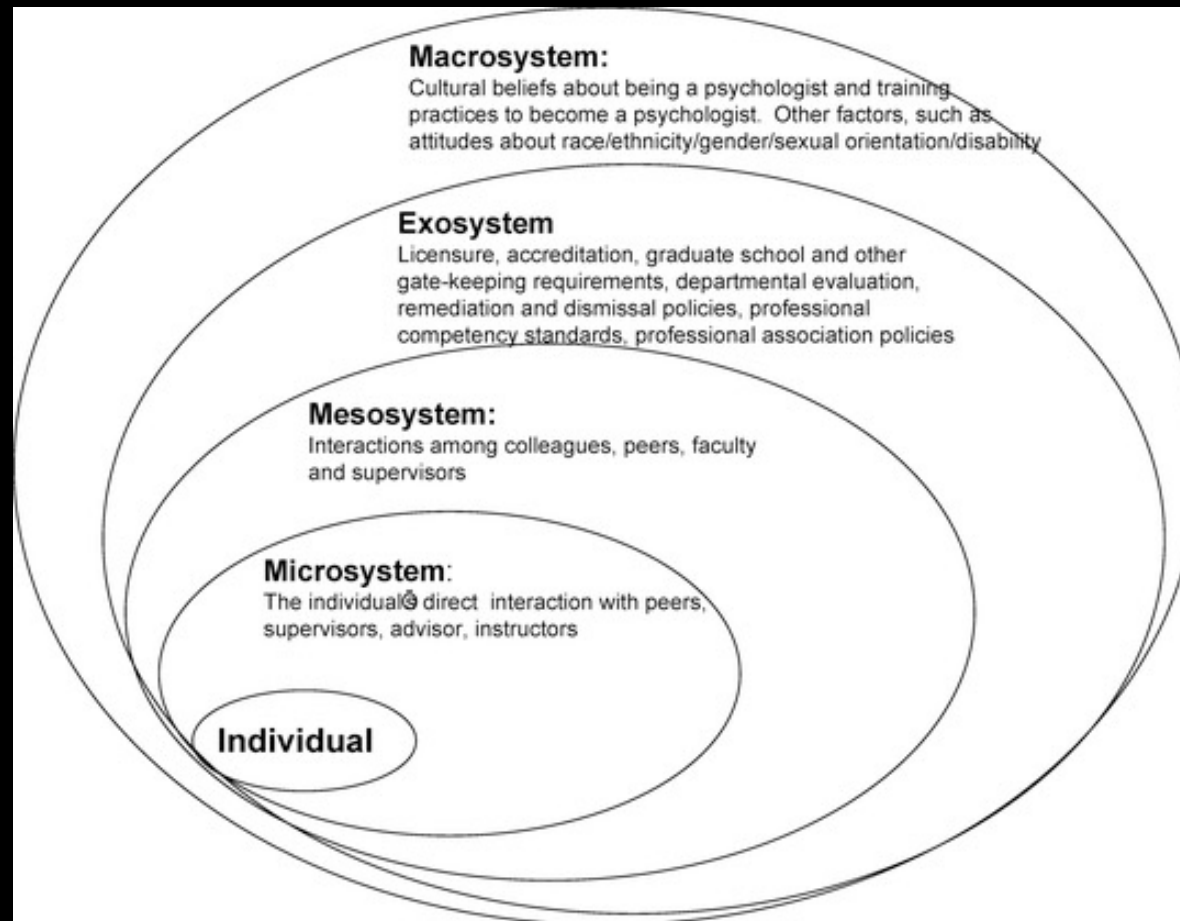 Macrosystem:
Cultural beliefs about being a psychologist and training
practices to become a psychologist.  Other factors, such as
attitudes about race/ethnicity/gender/sexual orientation/disability
Exosystem
Licensure, accreditation, graduate school and other
gate-keeping requirements, departmental evaluation,
remediation and dismissal policies, professional
competency standards, professional association policies
Mesosystem:
Interactions among colleagues, peers, faculty
and supervisors
Microsystem:
The individual direct  interaction with peers,
supervisors, advisor, instructors
Individual